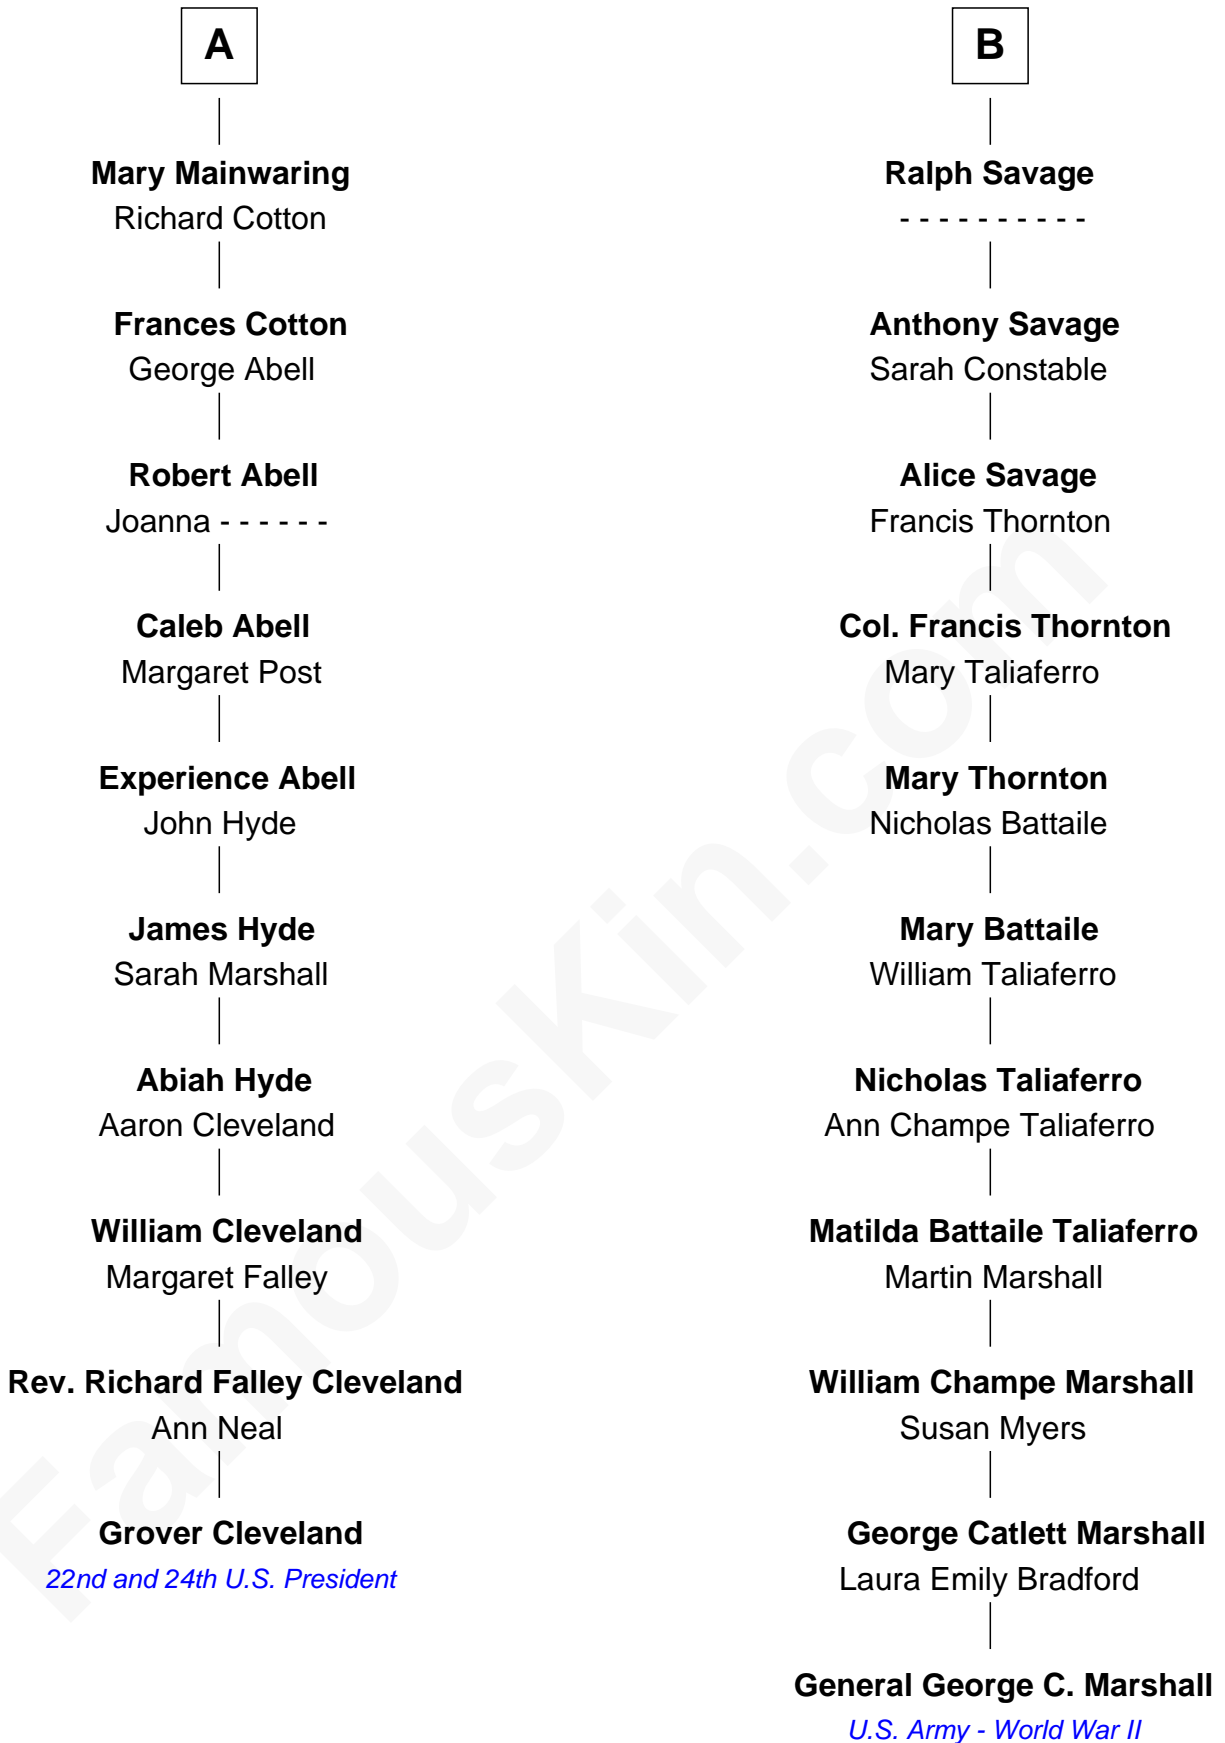 A
Mary Mainwaring
Richard Cotton
Frances Cotton
George Abell
Robert Abell
Joanna - - - - - -
Caleb Abell
Margaret Post
Experience Abell
John Hyde
James Hyde
Sarah Marshall
Abiah Hyde
Aaron Cleveland
William Cleveland
Margaret Falley
Rev. Richard Falley Cleveland
Ann Neal
Grover Cleveland
22nd and 24th U.S. President
B
Ralph Savage
- - - - - - - - - -
Anthony Savage
Sarah Constable
Alice Savage
Francis Thornton
Col. Francis Thornton
Mary Taliaferro
Mary Thornton
Nicholas Battaile
Mary Battaile
William Taliaferro
Nicholas Taliaferro
Ann Champe Taliaferro
Matilda Battaile Taliaferro
Martin Marshall
William Champe Marshall
Susan Myers
George Catlett Marshall
Laura Emily Bradford
General George C. Marshall
U.S. Army - World War II
FamousKin.com